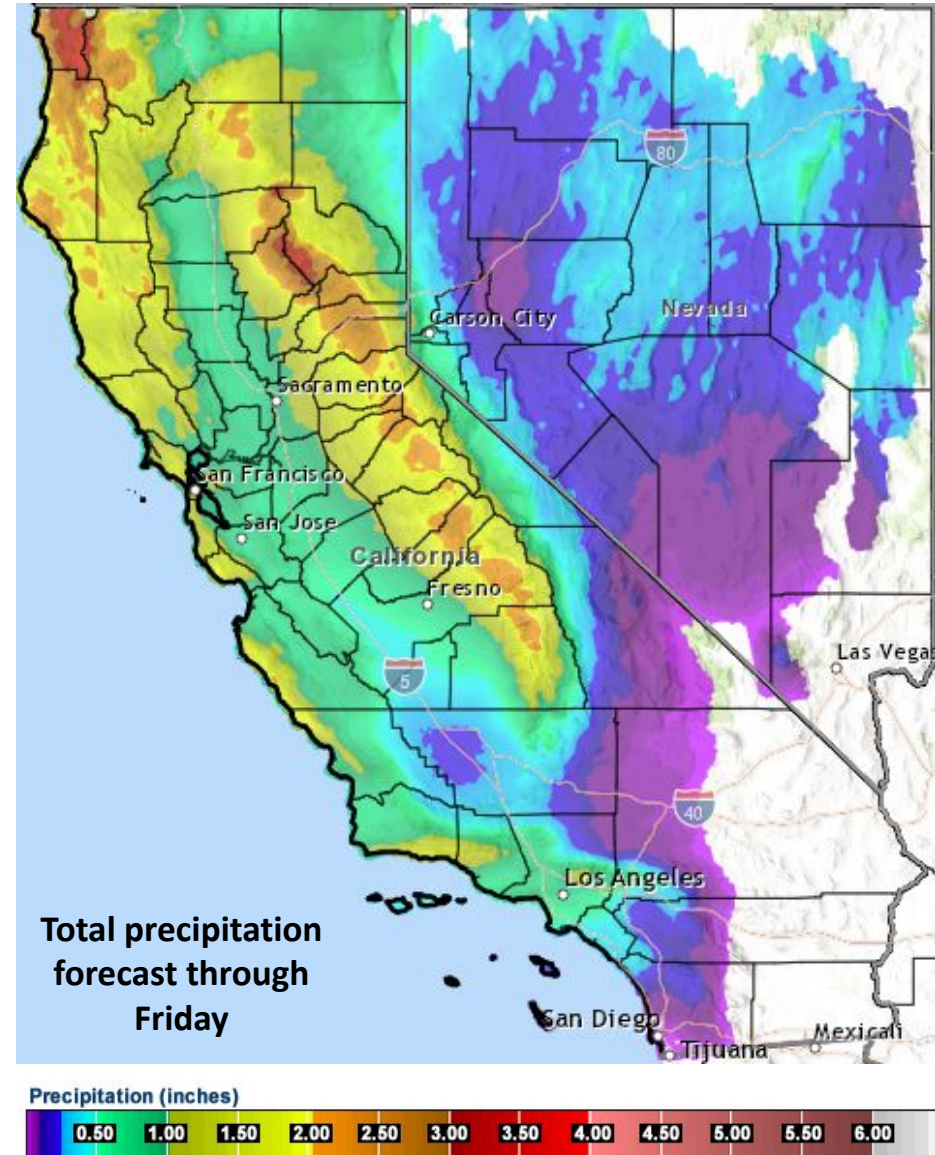 80
Carson City
Nevada
Sacramento
San Francisco
San Jose
California
Fresno
Las Vegas
5
40
Los Angeles
Total precipitation
forecast through
Friday
San Diego
Mexicali
Tijuana
Precipitation (inches)
0.50 1.00 1.50 2.00 2.50 3.00 3.50 4.00 4.50 5.00 5.50 6.00